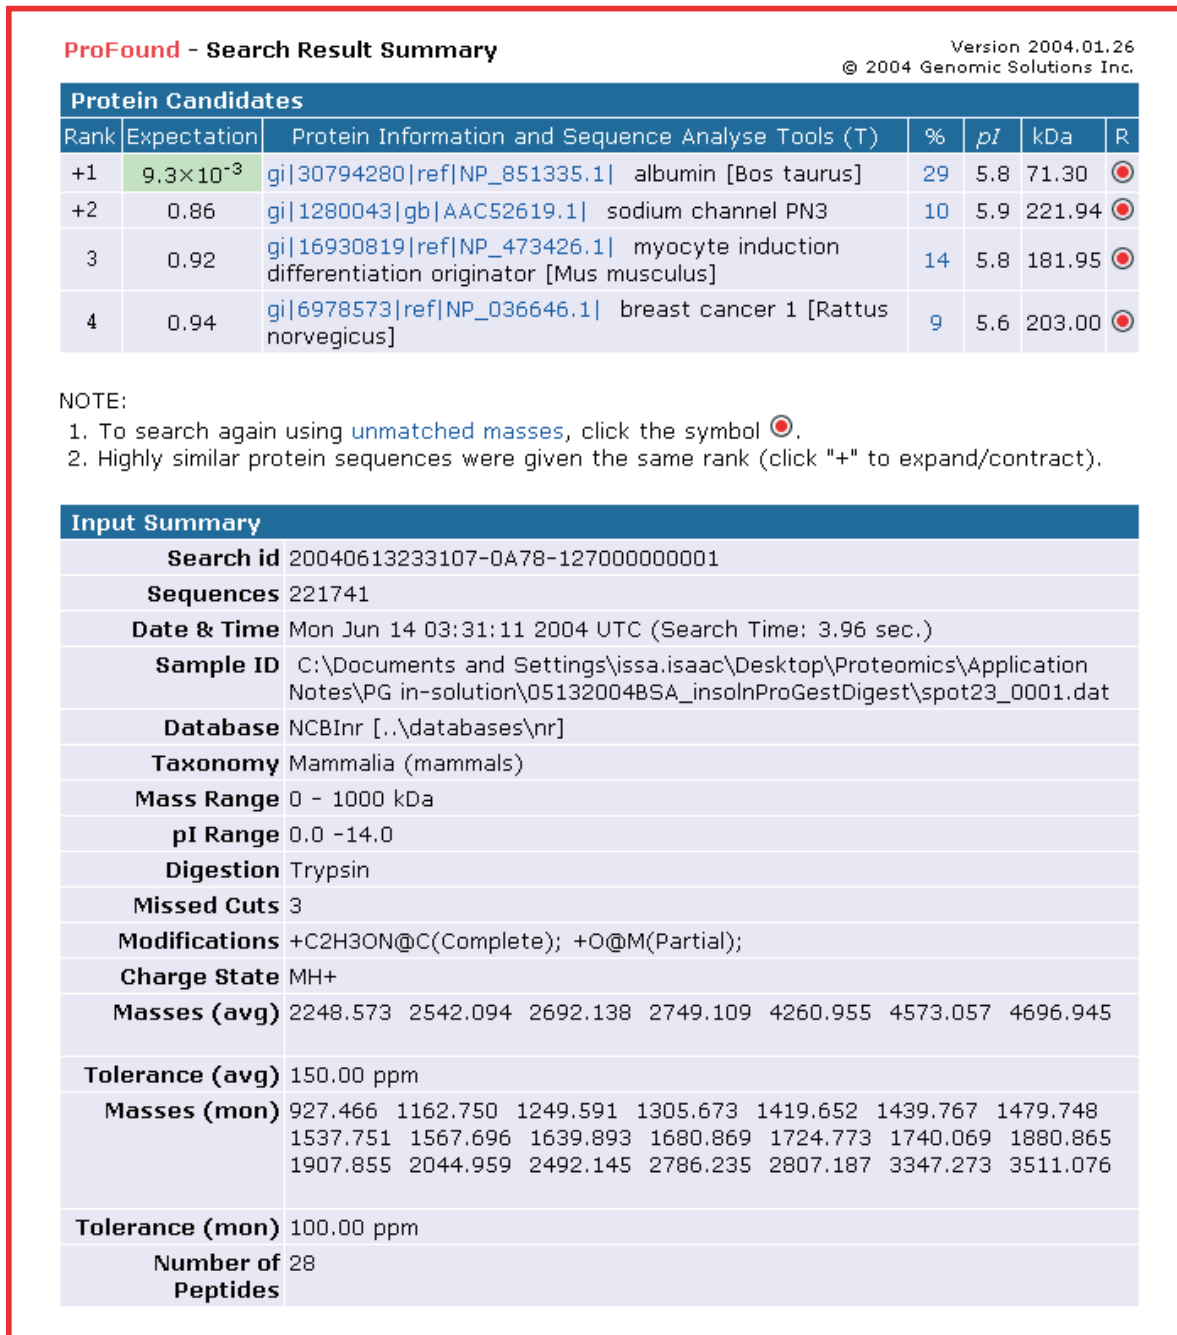 ProFound - Search Result Summary
Version 2004.01.26
© 2004 Genomic Solutions Inc.
Protein Candidates
Rank Expectation Protein Information and Sequence Analyse Tools (T) % pI kDa R
+1 9.3×10⁻³ gi|30794280|ref|NP_851335.1| albumin [Bos taurus] 29 5.8 71.30
+2 0.86 gi|1280043|gb|AAC52619.1| sodium channel PN3 10 5.9 221.94
3 0.92 gi|16930819|ref|NP_473426.1| myocyte induction
differentiation originator [Mus musculus] 14 5.8 181.95
4 0.94 gi|6978573|ref|NP_036646.1| breast cancer 1 [Rattus
norvegicus] 9 5.6 203.00
NOTE:
1. To search again using unmatched masses, click the symbol .
2. Highly similar protein sequences were given the same rank (click "+" to expand/contract).
Input Summary
Search id 20040613233107-0A78-127000000001
Sequences 221741
Date & Time Mon Jun 14 03:31:11 2004 UTC (Search Time: 3.96 sec.)
Sample ID C:\Documents and Settings\issa.isaac\Desktop\Proteomics\Application
Notes\PG in-solution\05132004BSA_insolnProGestDigest\spot23_0001.dat
Database NCBInr [..\databases\nr]
Taxonomy Mammalia (mammals)
Mass Range 0 - 1000 kDa
pI Range 0.0 -14.0
Digestion Trypsin
Missed Cuts 3
Modifications +C2H3ON@C(Complete); +O@M(Partial);
Charge State MH+
Masses (avg) 2248.573 2542.094 2692.138 2749.109 4260.955 4573.057 4696.945
Tolerance (avg) 150.00 ppm
Masses (mon) 927.466 1162.750 1249.591 1305.673 1419.652 1439.767 1479.748
1537.751 1567.696 1639.893 1680.869 1724.773 1740.069 1880.865
1907.855 2044.959 2492.145 2786.235 2807.187 3347.273 3511.076
Tolerance (mon) 100.00 ppm
Number of 28
Peptides